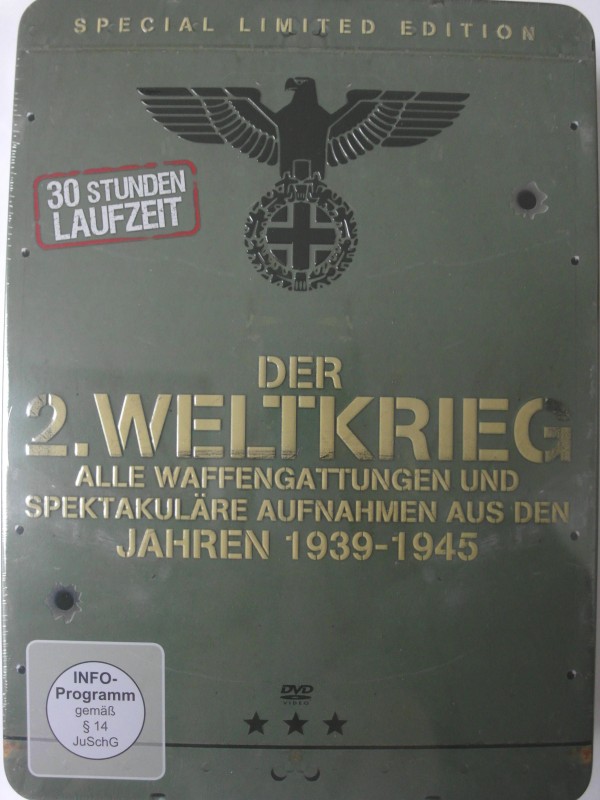 SPECIAL LIMITED EDITION
30 STUNDEN
LAUFZEIT
DER
2. WELTKRIEG
ALLE WAFFENGATTUNGEN UND
SPEKTAKULÄRE AUFNAHMEN AUS DEN
JAHREN 1939-1945
INFO-
Programm
gemäß
§ 14
JuSchG
DVD
VIDEO